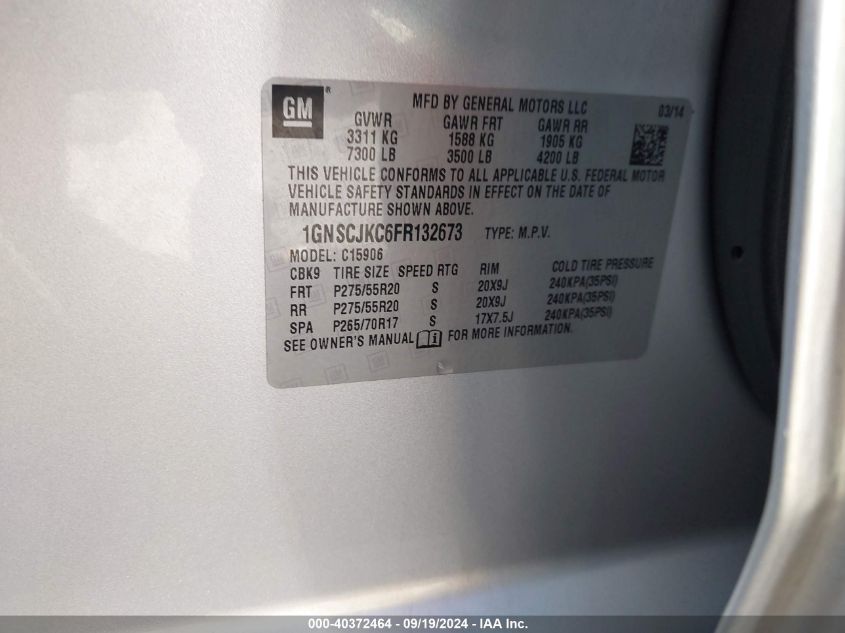 GM ® MFD BY GENERAL MOTORS LLC 03/14
GVWR GAWR FRT GAWR RR
3311 KG 1588 KG 1905 KG
7300 LB 3500 LB 4200 LB
THIS VEHICLE CONFORMS TO ALL APPLICABLE U.S. FEDERAL MOTOR
VEHICLE SAFETY STANDARDS IN EFFECT ON THE DATE OF
MANUFACTURE SHOWN ABOVE.
1GNSCJKC6FR132673 TYPE: M.P.V.
MODEL: C15906
CBK9 TIRE SIZE SPEED RTG RIM COLD TIRE PRESSURE
FRT P275/55R20 S 20X9J 240KPA(35PSI)
RR P275/55R20 S 20X9J 240KPA(35PSI)
SPA P265/70R17 S 17X7.5J 240KPA(35PSI)
SEE OWNER'S MANUAL FOR MORE INFORMATION.
000-40372464 - 09/19/2024 - IAA Inc.